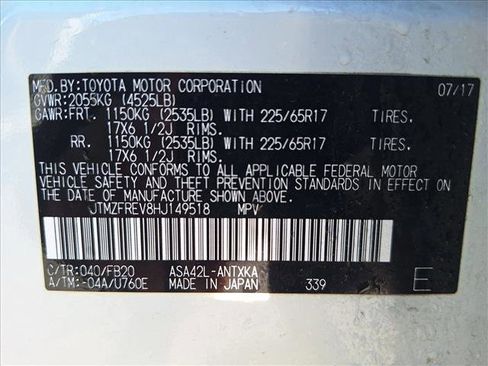 MFD.BY:TOYOTA MOTOR CORPORATION 07/17
GVWR:2055KG (4525LB)
GAWR:FRT. 1150KG (2535LB) WITH 225/65R17 TIRES.
17X6 1/2J RIMS.
RR. 1150KG (2535LB) WITH 225/65R17 TIRES.
17X6 1/2J RIMS.
THIS VEHICLE CONFORMS TO ALL APPLICABLE FEDERAL MOTOR
VEHICLE SAFETY AND THEFT PREVENTION STANDARDS IN EFFECT ON
THE DATE OF MANUFACTURE SHOWN ABOVE.
JTMZFREV8HJ149518 MPV
C/TR:040/FB20 ASA42L-ANTXKA
A/TM:-04A/U760E MADE IN JAPAN 339 E